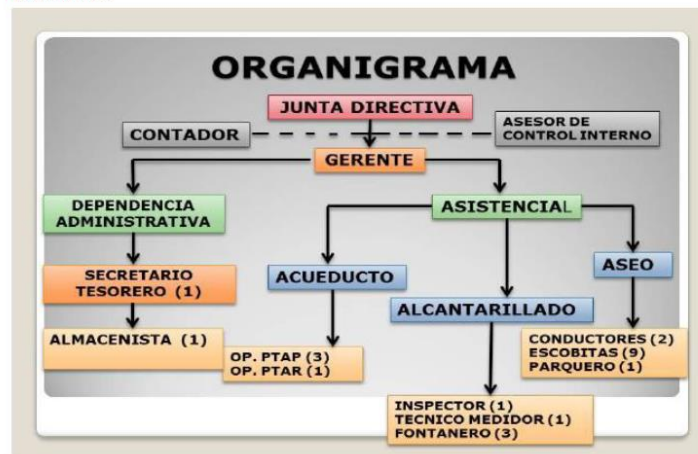 ORGANIGRAMA
JUNTA DIRECTIVA
CONTADOR
ASESOR DE
CONTROL INTERNO
GERENTE
DEPENDENCIA
ADMINISTRATIVA
ASISTENCIAL
SECRETARIO
TESORERO (1)
ACUEDUCTO
ASEO
ALCANTARILLADO
ALMACENISTA (1)
OP. PTAP (3)
OP. PTAR (1)
CONDUCTORES (2)
ESCOBITAS (9)
PARQUERO (1)
INSPECTOR (1)
TECNICO MEDIDOR (1)
FONTANERO (3)